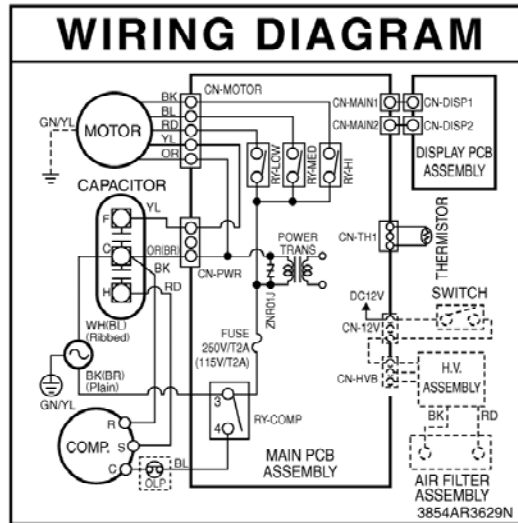 WIRING DIAGRAM
CN-MOTOR
BK
BL
RD
YL
OR
GN/YL
MOTOR
CN-MAIN1
CN-DISP1
CN-MAIN2
CN-DISP2
DISPLAY PCB
ASSEMBLY
RY-LOW
RY-MED
RY-HI
CAPACITOR
F
YL
C
OR(BR)
BK
H
RD
CN-PWR
POWER
TRANS
ZNR01J
CN-TH1
THERMISTOR
DC12V
CN-12V
SWITCH
WH(BL)
(Ribbed)
FUSE
250V/T2A
(115V/T2A)
BK(BR)
(Plain)
GN/YL
CN-HVB
H.V.
ASSEMBLY
BK
RD
3
4
RY-COMP
R
COMP.
S
C
OLP
BL
MAIN PCB
ASSEMBLY
AIR FILTER
ASSEMBLY
3854AR3629N